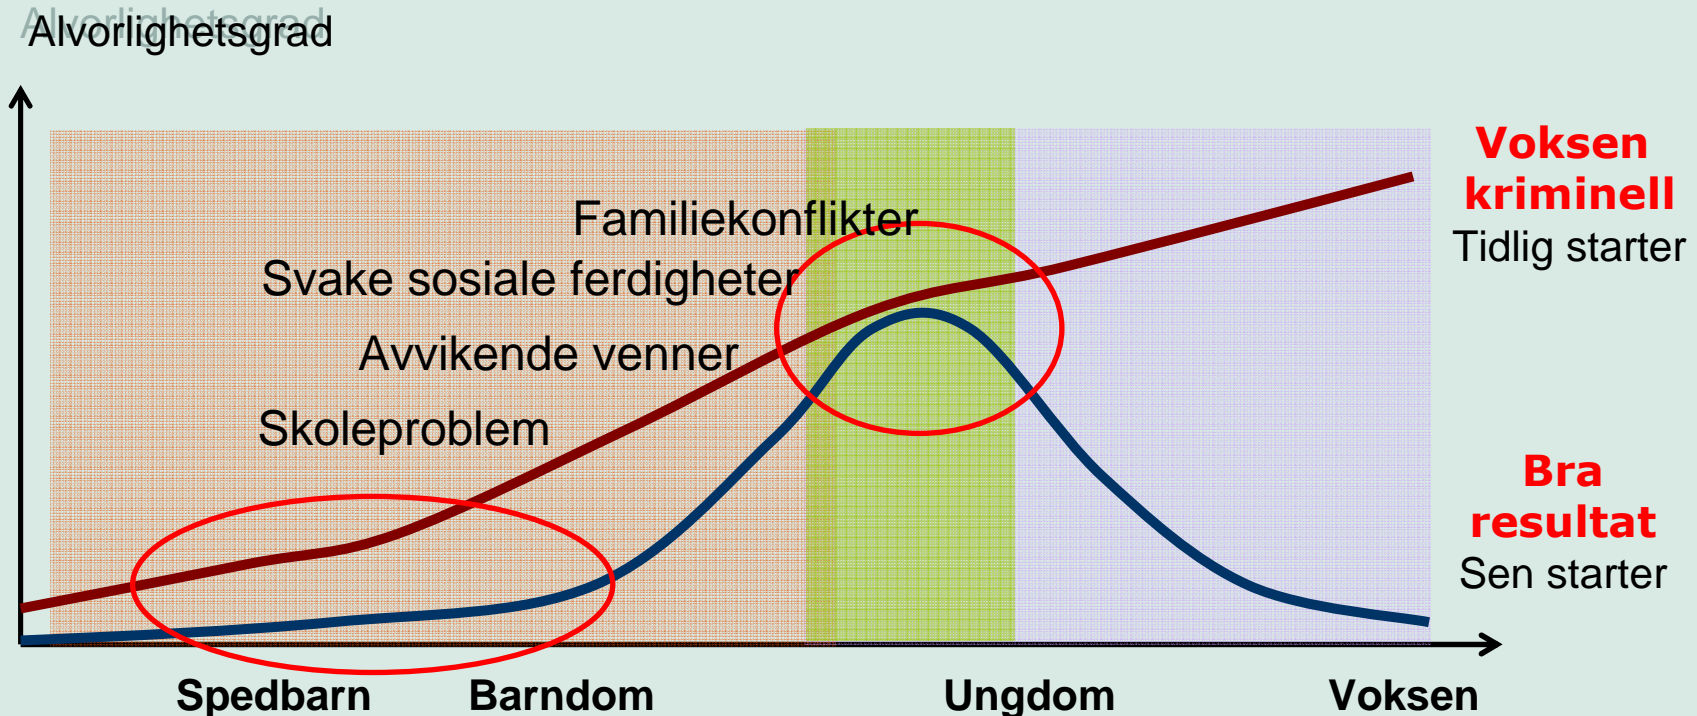 Alvorlighetsgrad
Alvorlighetsgrad
Familiekonflikter
Svake sosiale ferdigheter
Avvikende venner
Skoleproblem
Voksen
kriminell
Tidlig starter
Bra
resultat
Sen starter
Spedbarn Barndom Ungdom Voksen